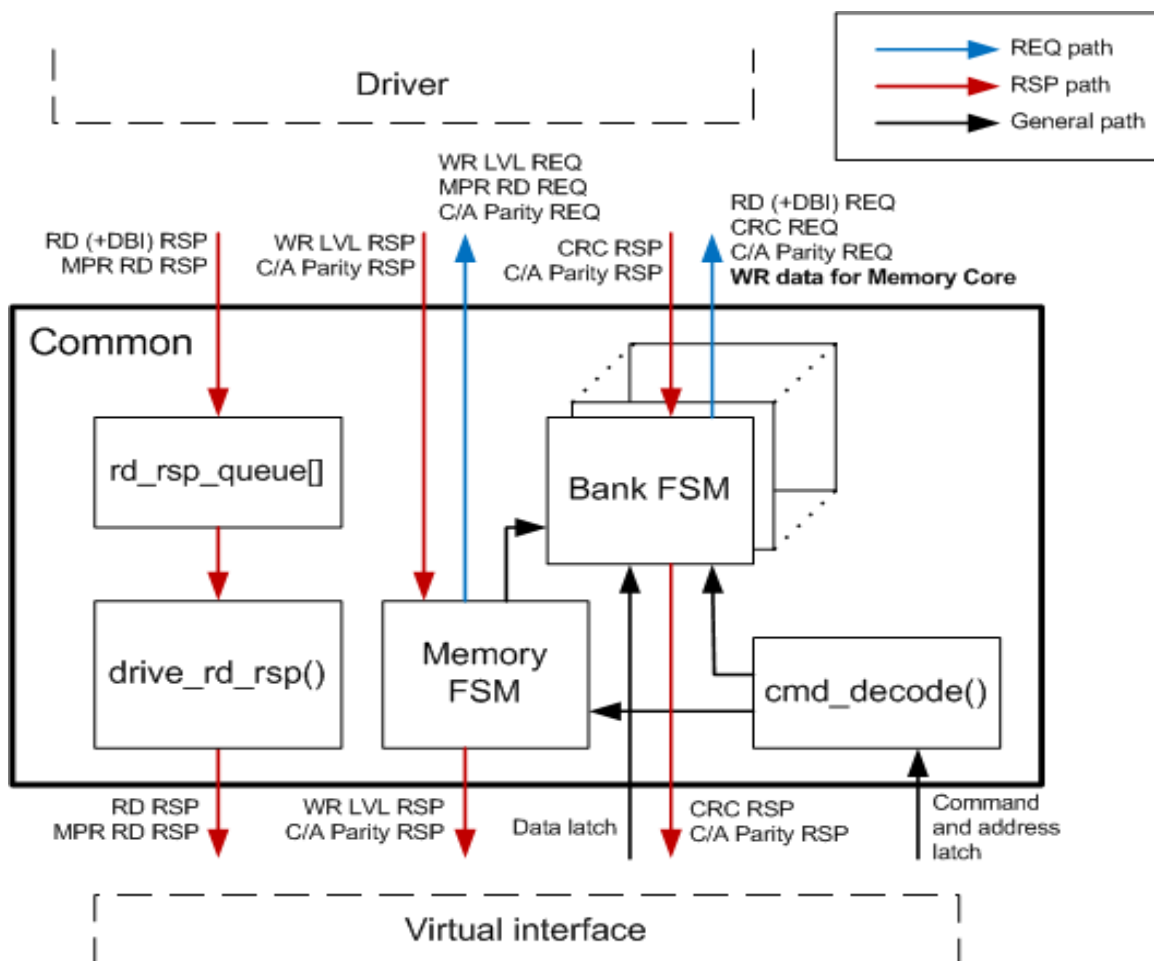 REQ path
RSP path
General path
Driver
WR LVL REQ
MPR RD REQ
C/A Parity REQ
RD (+DBI) REQ
CRC REQ
C/A Parity REQ
WR data for Memory Core
RD (+DBI) RSP
MPR RD RSP
WR LVL RSP
C/A Parity RSP
CRC RSP
C/A Parity RSP
Common
rd_rsp_queue[]
Bank FSM
drive_rd_rsp()
Memory
FSM
cmd_decode()
RD RSP
MPR RD RSP
WR LVL RSP
C/A Parity RSP
Data latch
CRC RSP
C/A Parity RSP
Command
and address
latch
Virtual interface